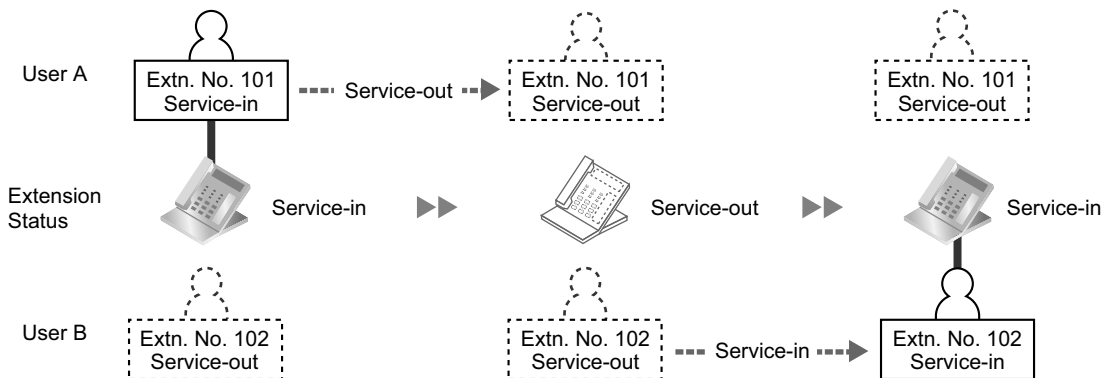 User A
Extn. No. 101
Service-in
Service-out
Extn. No. 101
Service-out
Extn. No. 101
Service-out
Extension
Status
Service-in
Service-out
Service-in
User B
Extn. No. 102
Service-out
Extn. No. 102
Service-out
Service-in
Extn. No. 102
Service-in